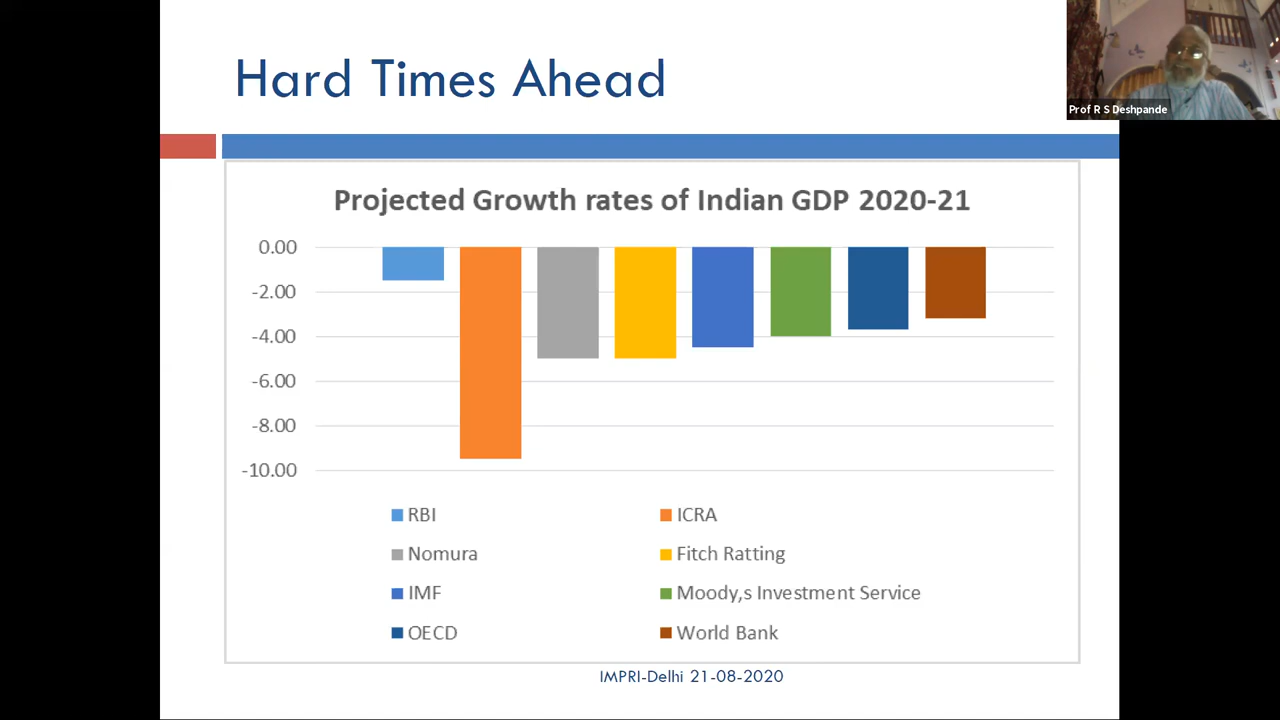 Hard Times Ahead
Prof R S Deshpande
Projected Growth rates of Indian GDP 2020-21
0.00
-2.00
-4.00
-6.00
-8.00
-10.00
RBI
ICRA
Nomura
Fitch Ratting
IMF
Moody,s Investment Service
OECD
World Bank
IMPRI-Delhi 21-08-2020